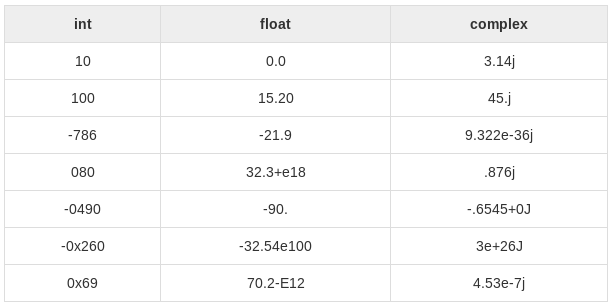 int float complex
10 0.0 3.14j
100 15.20 45.j
-786 -21.9 9.322e-36j
080 32.3+e18 .876j
-0490 -90. -.6545+0J
-0x260 -32.54e100 3e+26J
0x69 70.2-E12 4.53e-7j